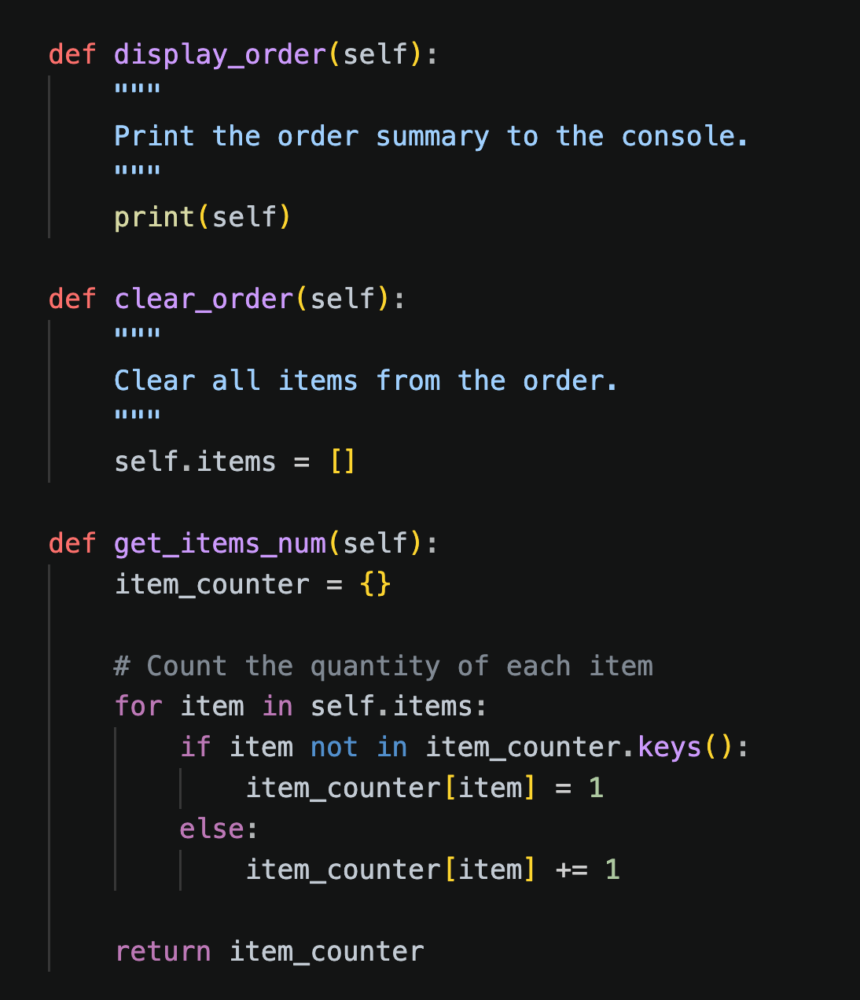 def display_order(self):
    """
    Print the order summary to the console.
    """
    print(self)

def clear_order(self):
    """
    Clear all items from the order.
    """
    self.items = []

def get_items_num(self):
    item_counter = {}

    # Count the quantity of each item
    for item in self.items:
        if item not in item_counter.keys():
            item_counter[item] = 1
        else:
            item_counter[item] += 1

    return item_counter